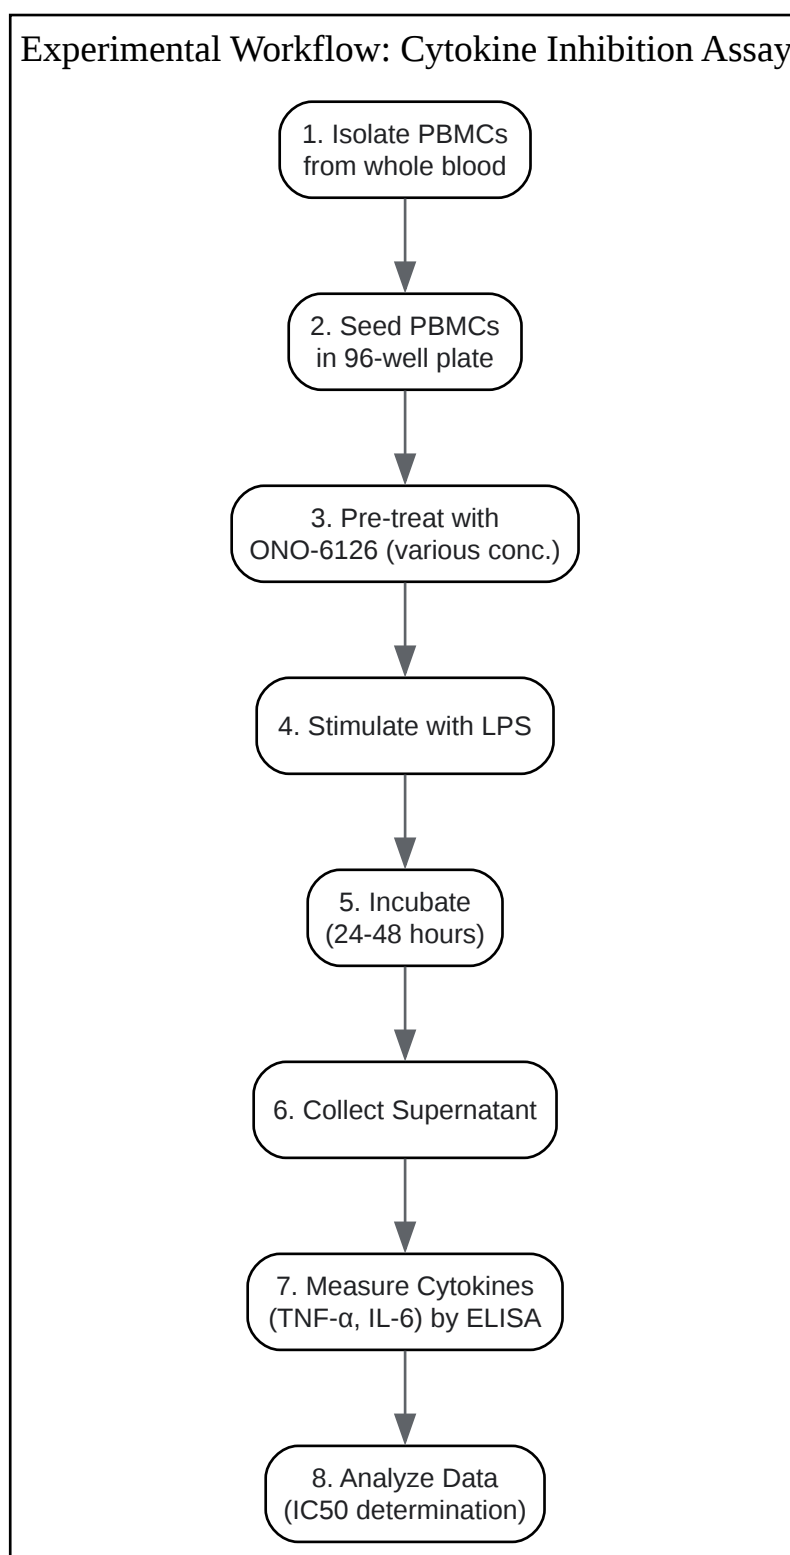 Experimental Workflow: Cytokine Inhibition Assay
1. Isolate PBMCs
from whole blood
2. Seed PBMCs
in 96-well plate
3. Pre-treat with
ONO-6126 (various conc.)
4. Stimulate with LPS
5. Incubate
(24-48 hours)
6. Collect Supernatant
7. Measure Cytokines
(TNF-α, IL-6) by ELISA
8. Analyze Data
(IC50 determination)